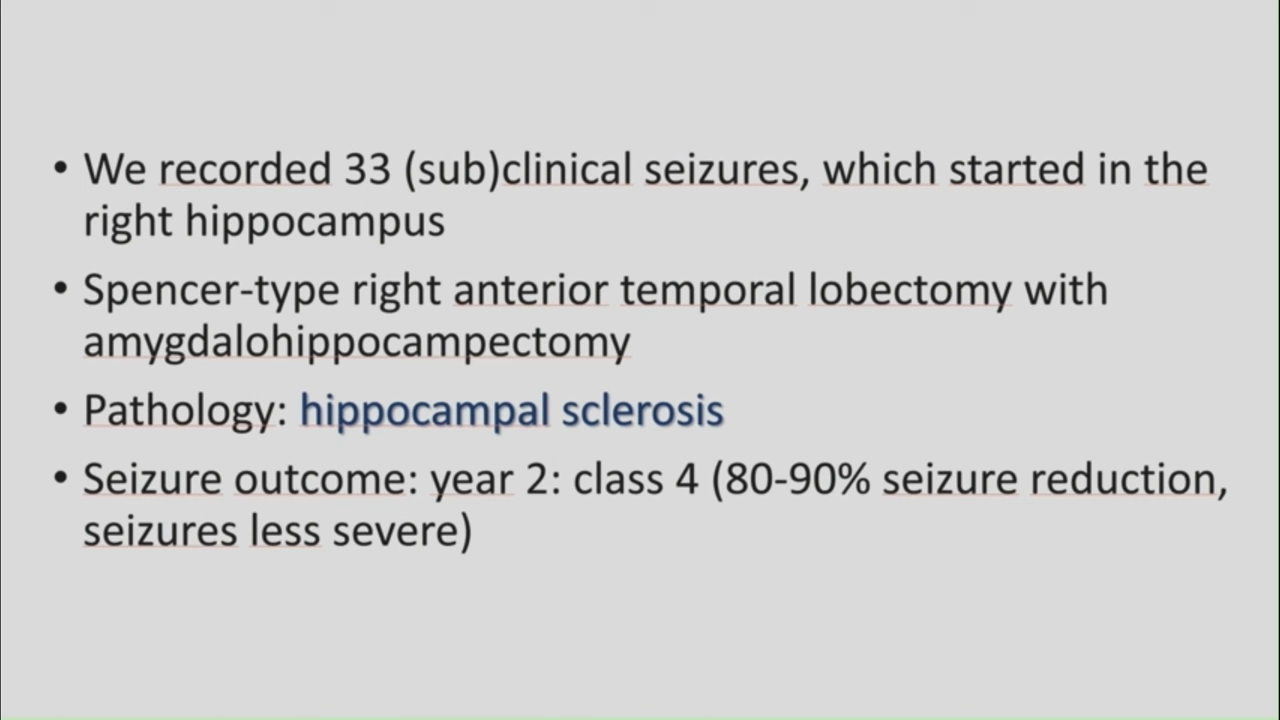 • We recorded 33 (sub)clinical seizures, which started in the
right hippocampus
• Spencer-type right anterior temporal lobectomy with
amygdalohippocampectomy
• Pathology: hippocampal sclerosis
• Seizure outcome: year 2: class 4 (80-90% seizure reduction,
seizures less severe)